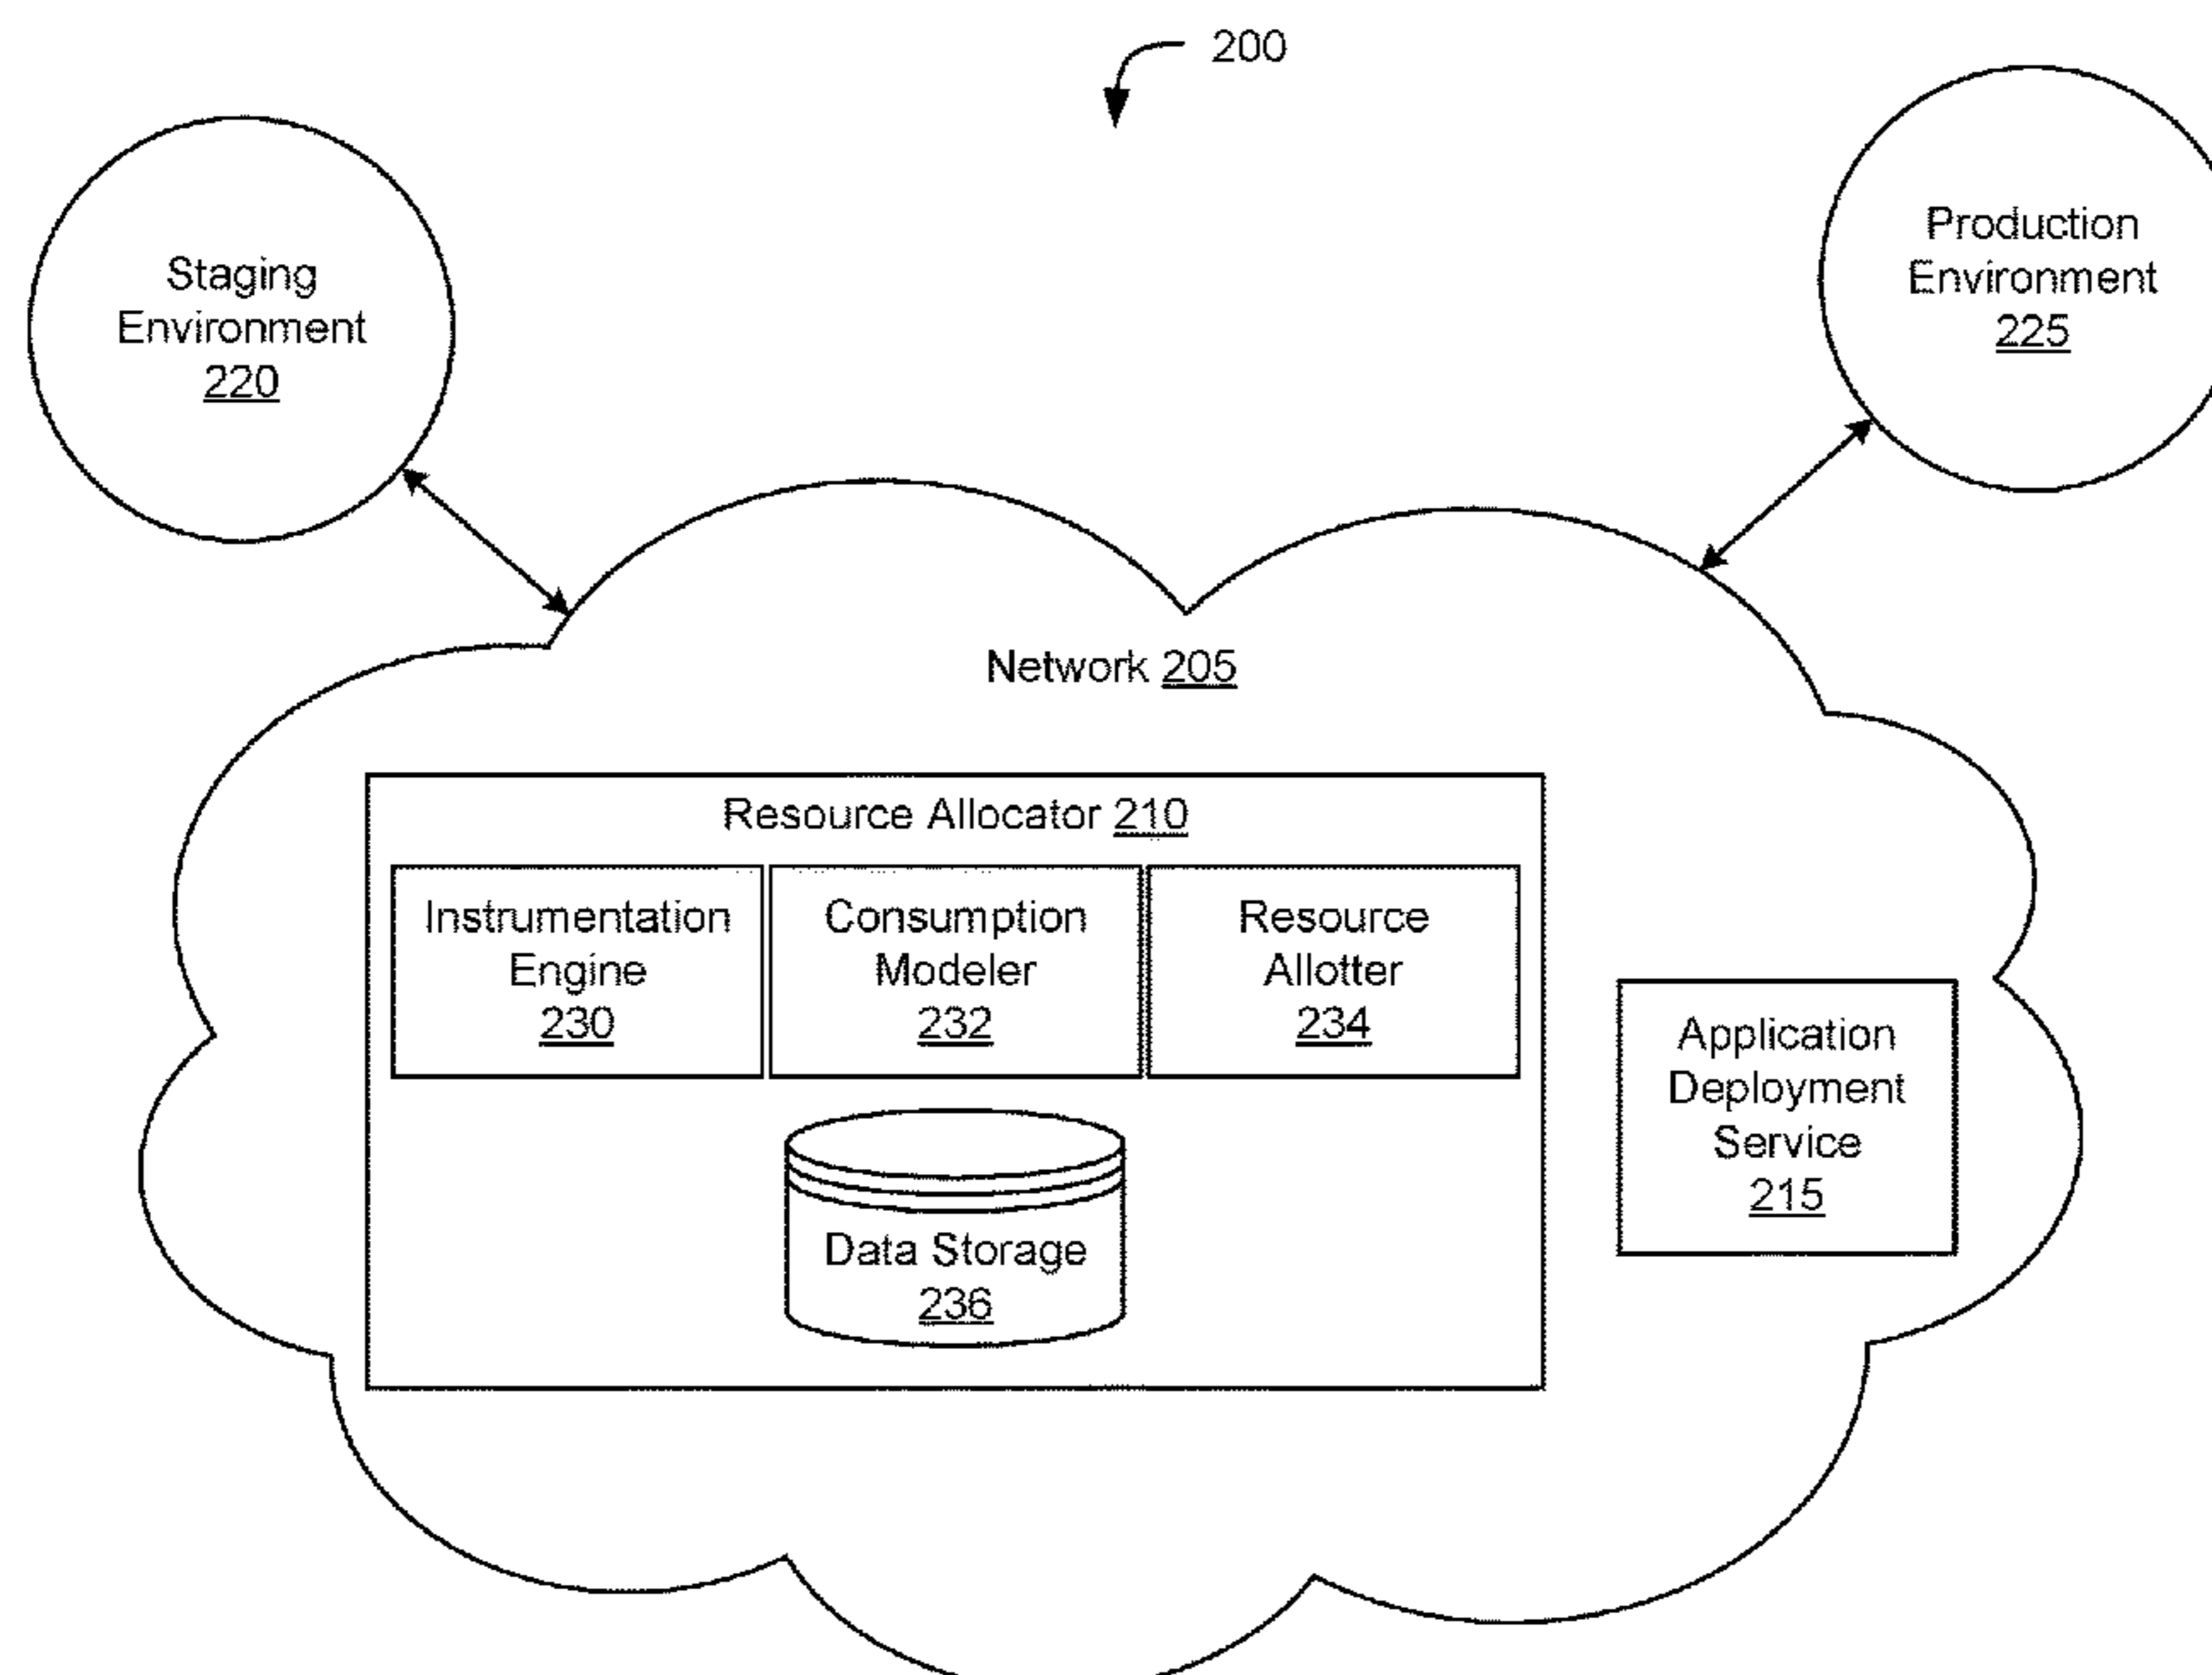 200
Staging
Environment
220
Production
Environment
225
Network 205
Resource Allocator 210
Instrumentation
Engine
230
Consumption
Modeler
232
Resource
Allotter
234
Application
Deployment
Service
215
Data Storage
236